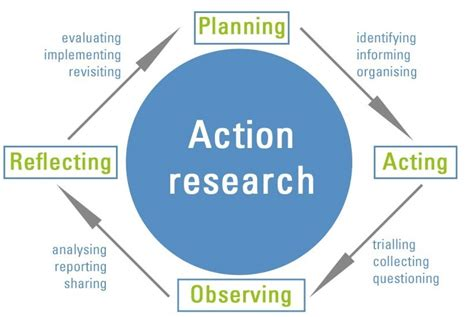 Planning
evaluating
implementing
revisiting
identifying
informing
organising
Action
research
Reflecting
Acting
analysing
reporting
sharing
trialling
collecting
questioning
Observing